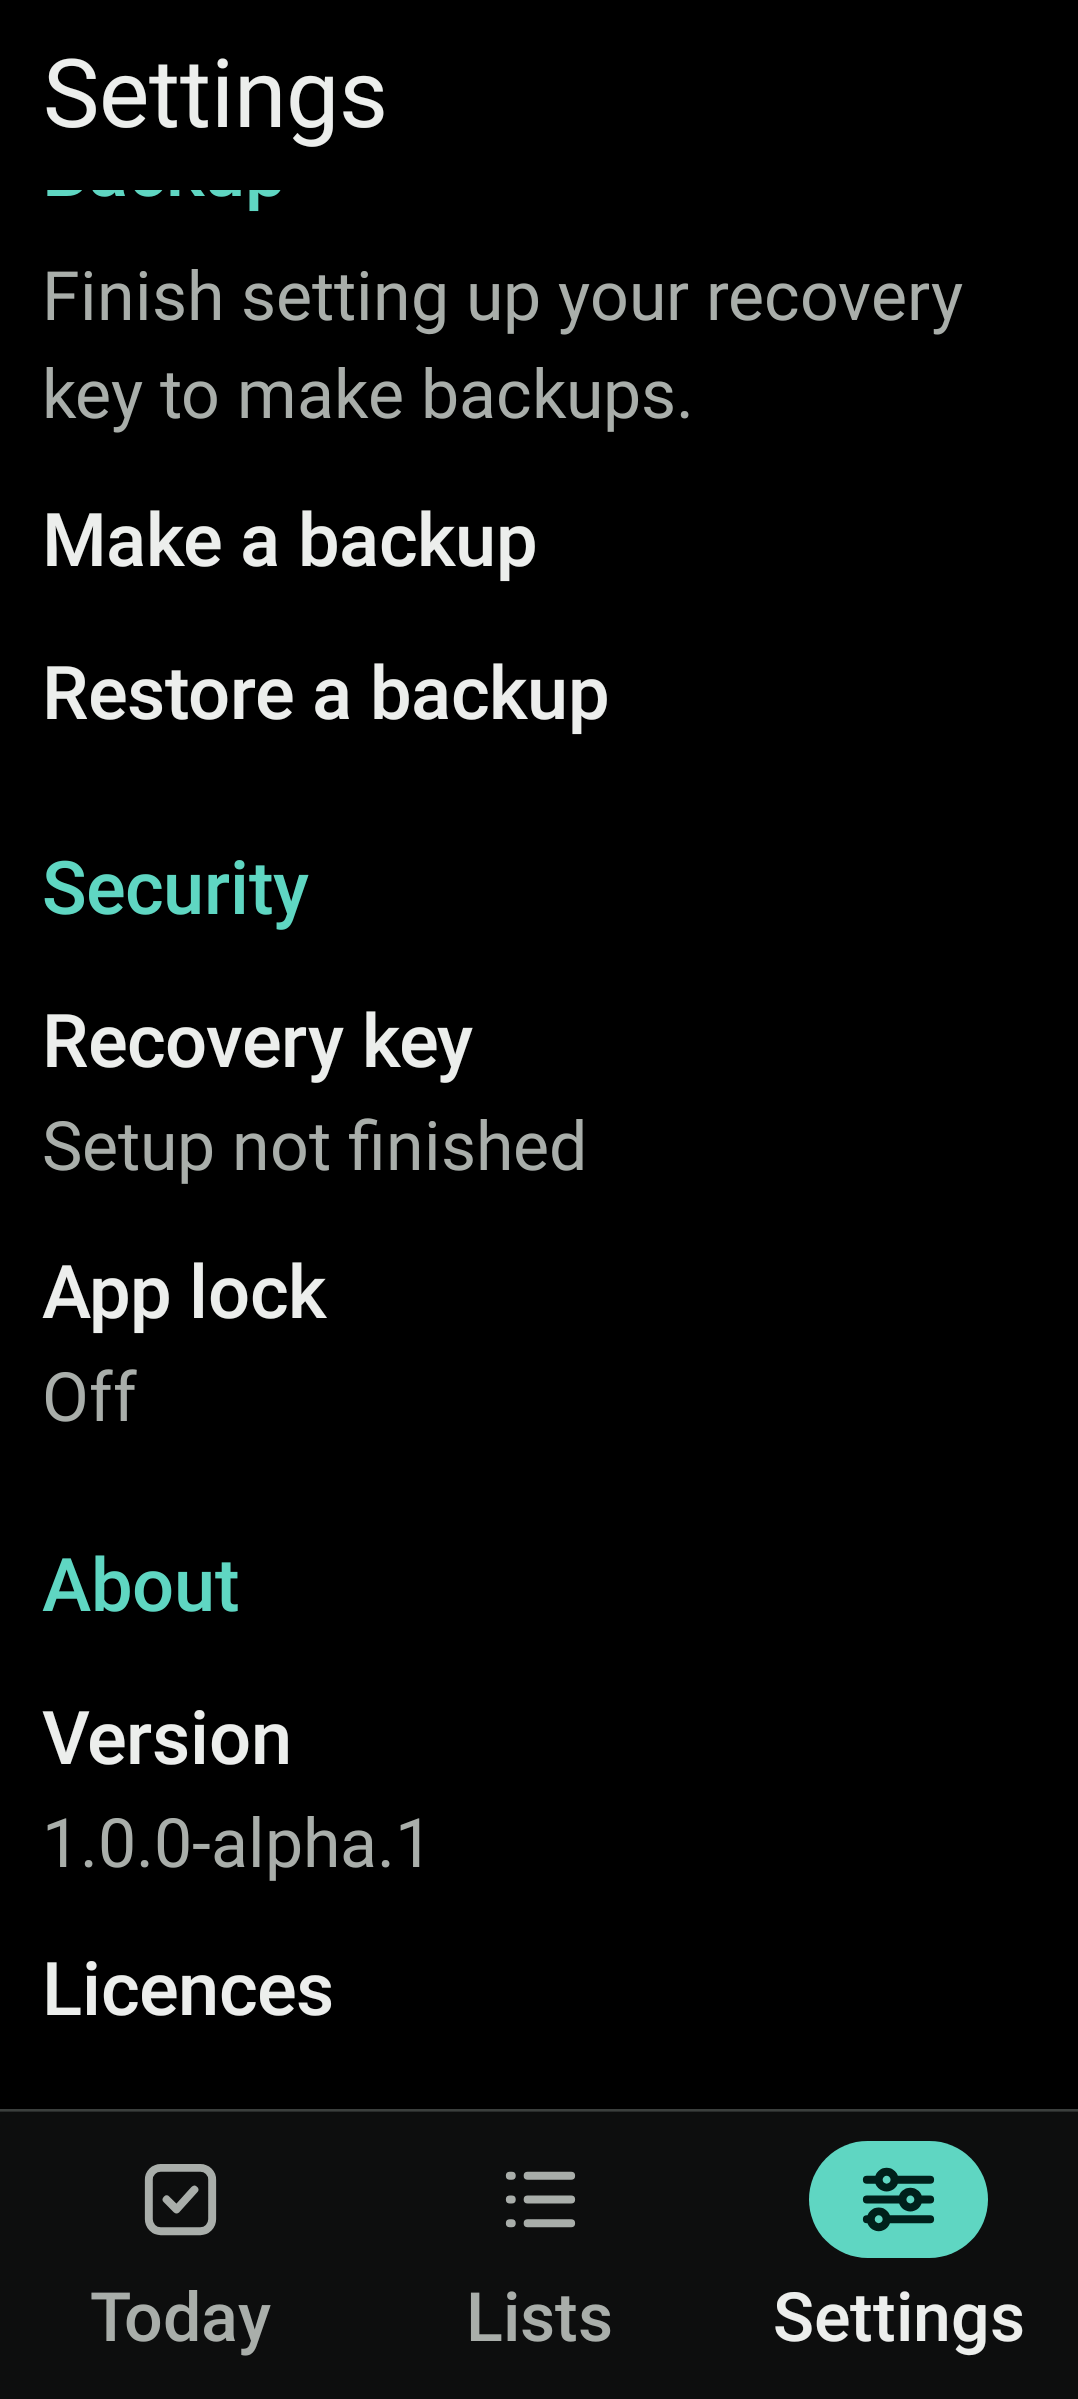 Settings
Backup
Finish setting up your recovery
key to make backups.
Make a backup
Restore a backup
Security
Recovery key
Setup not finished
App lock
Off
About
Version
1.0.0-alpha.1
Licences
Today
Lists
Settings